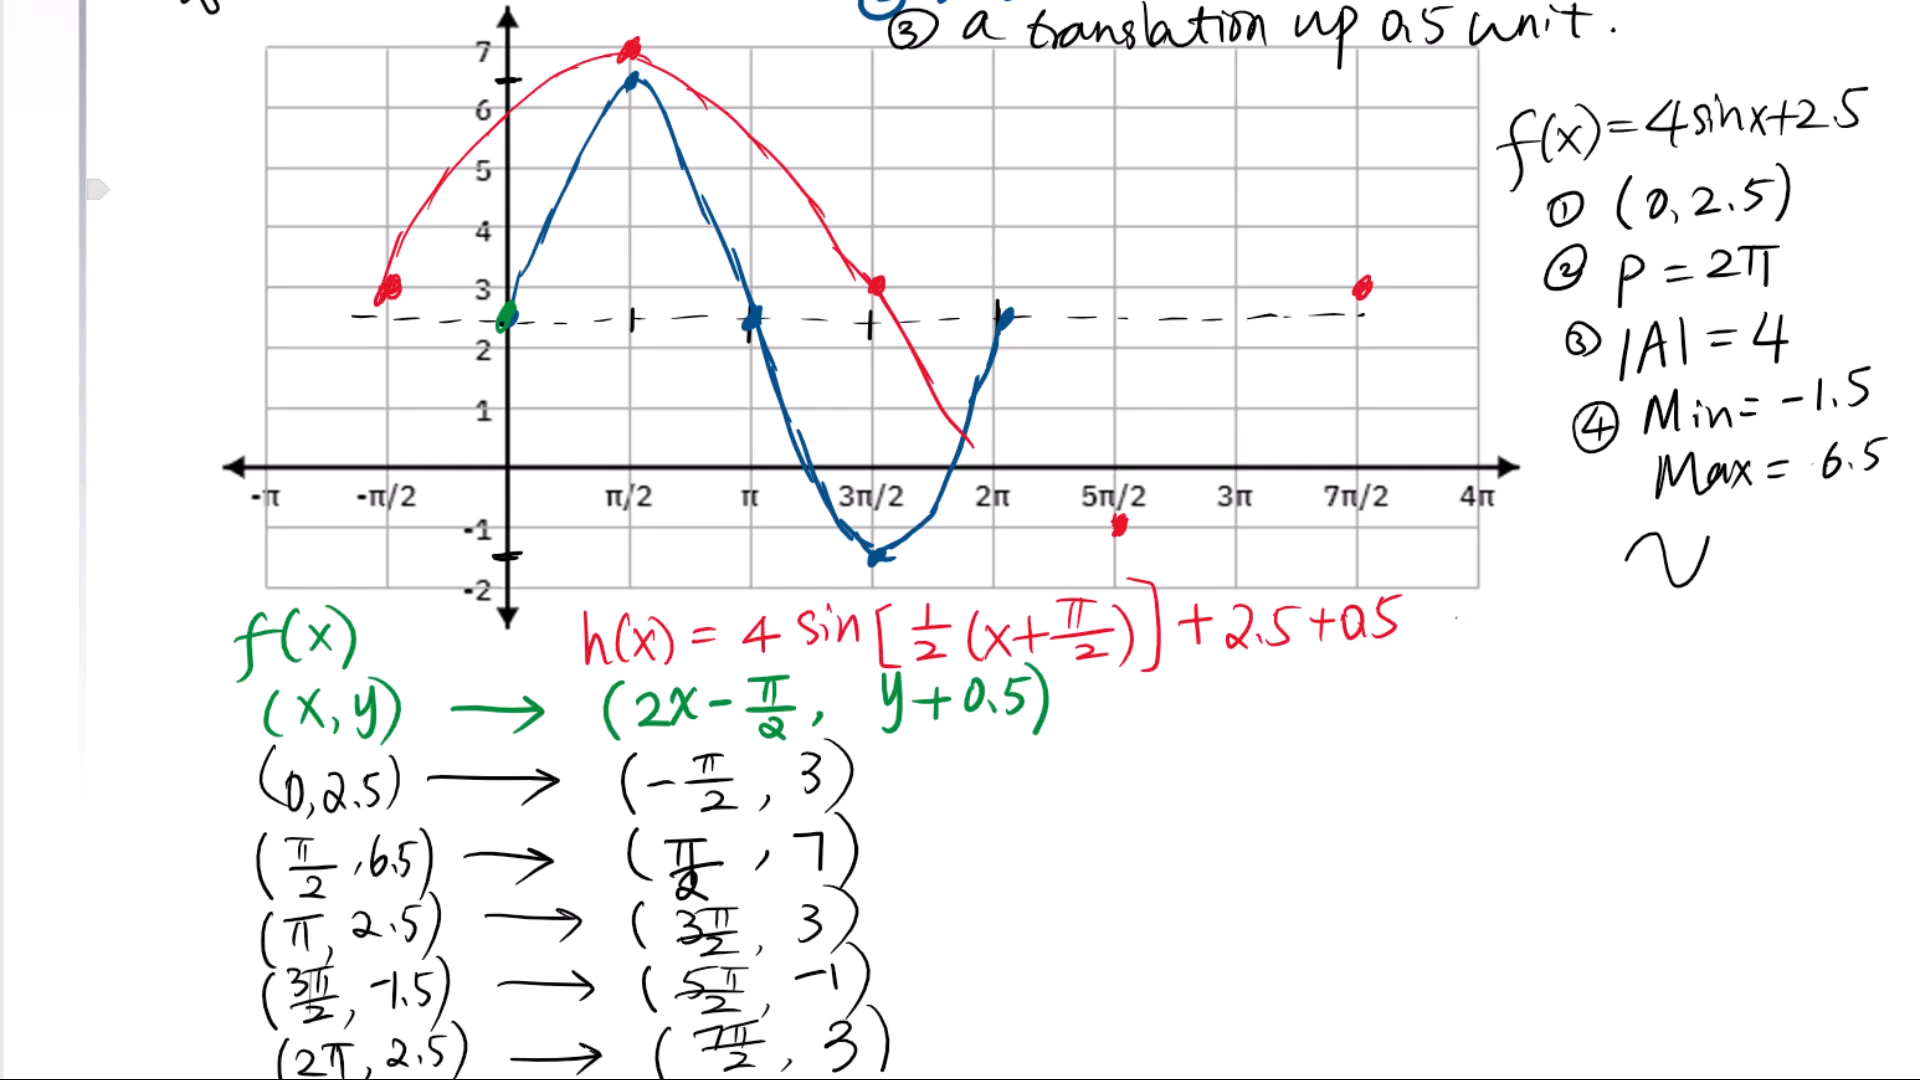 ③ a translation up 0.5 unit.
7
6
5
4
3
2
1
-1
-2
-π -π/2 π/2 π 3π/2 2π 5π/2 3π 7π/2 4π
f(x)=4sinx+2.5
① (0, 2.5)
② P = 2π
③ |A| = 4
④ Min = -1.5
Max = 6.5
f(x) h(x) = 4 sin[½(x+π/2)] + 2.5 + 0.5
(x, y) → (2x - π/2, y + 0.5)
(0, 2.5) → (-π/2, 3)
(π/2, 6.5) → (π/2, 7)
(π, 2.5) → (3π/2, 3)
(3π/2, -1.5) → (5π/2, -1)
(2π, 2.5) → (7π/2, 3)